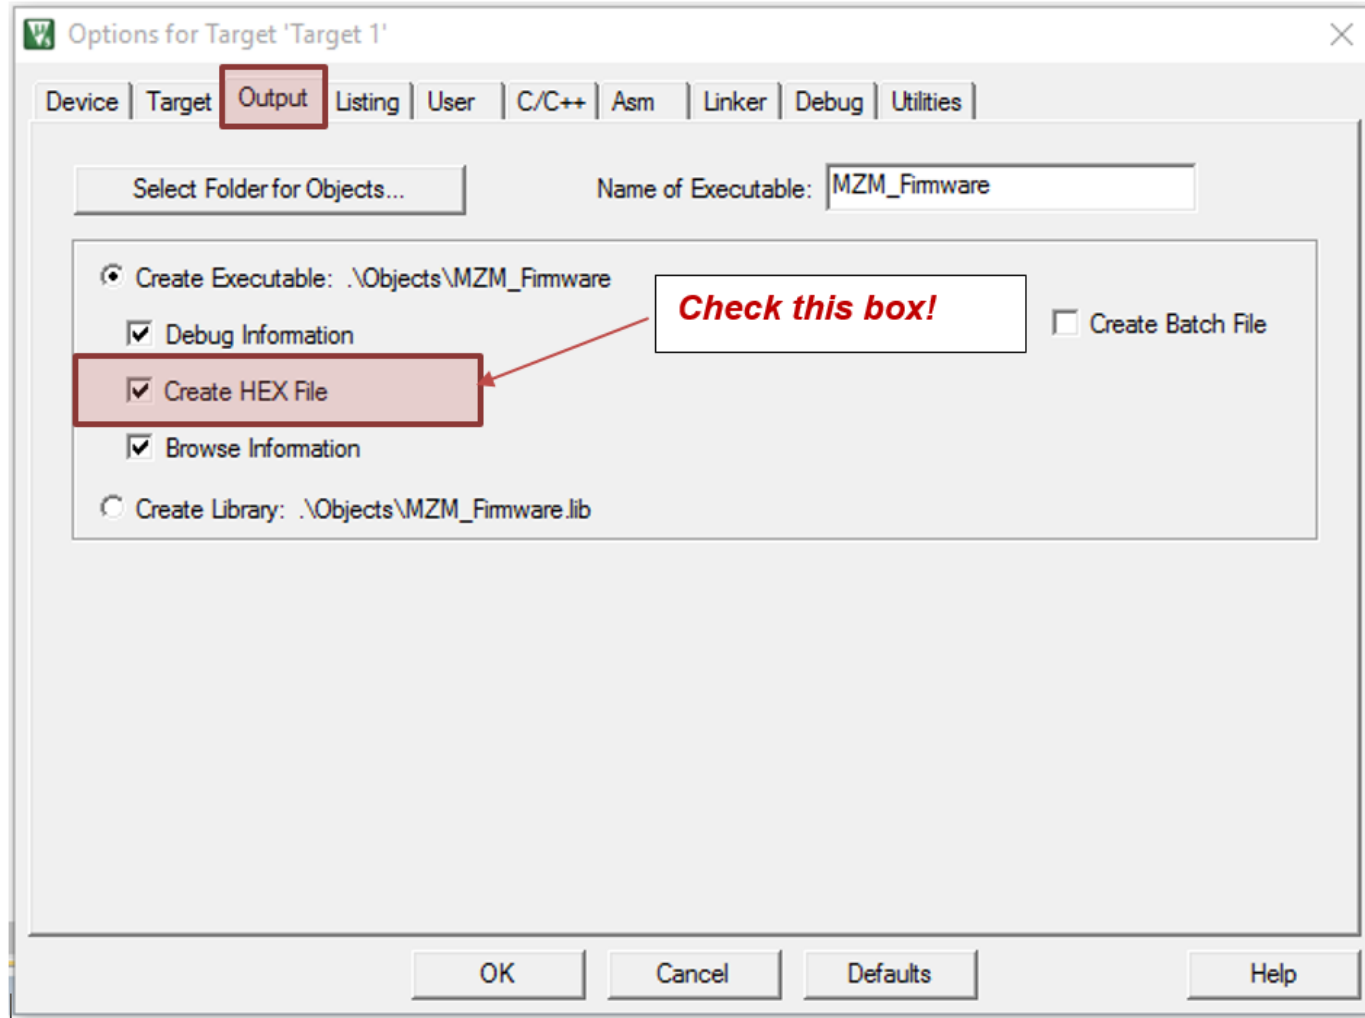 Options for Target 'Target 1'
Device Target Output Listing User C/C++ Asm Linker Debug Utilities
Select Folder for Objects... Name of Executable: MZM_Firmware
Create Executable: .\Objects\MZM_Firmware
Check this box!
Create Batch File
Debug Information
Create HEX File
Browse Information
Create Library: .\Objects\MZM_Firmware.lib
OK Cancel Defaults Help